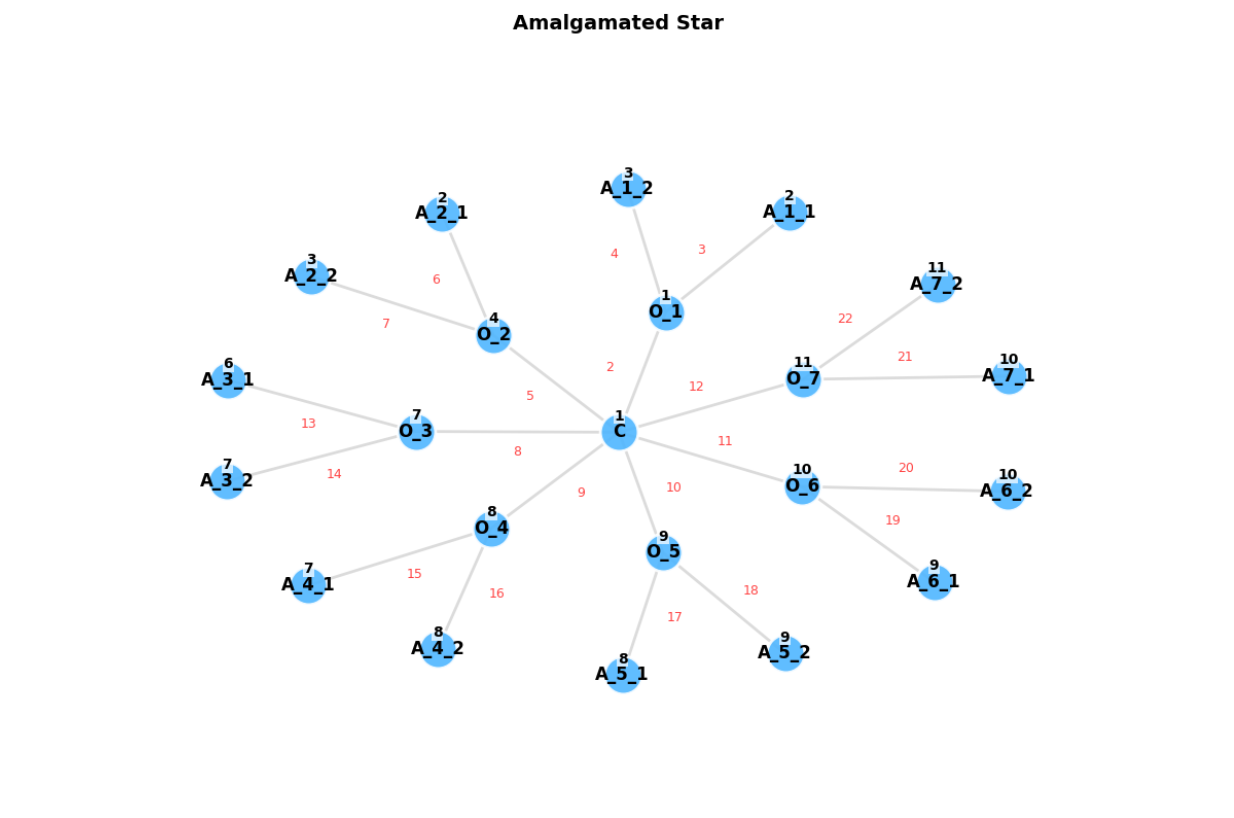 Amalgamated Star
3
A_1_2
2
A_1_1
2
A_2_1
4
3
6
3
A_2_2
11
A_7_2
1
O_1
4
O_2
7
22
21
10
A_7_1
6
A_3_1
2
12
11
O_7
5
13
7
O_3
1
C
8
11
14
7
A_3_2
9
10
10
O_6
20
10
A_6_2
8
O_4
19
9
O_5
7
A_4_1
15
16
18
9
A_6_1
17
8
A_4_2
9
A_5_2
8
A_5_1